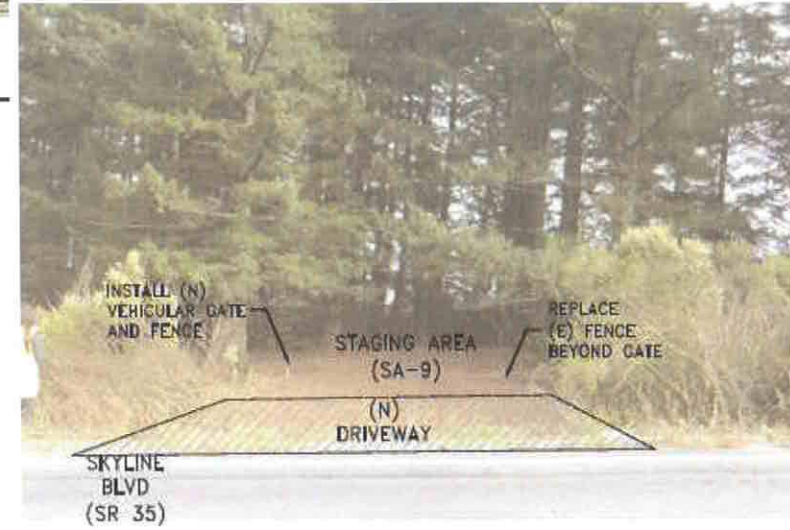 INSTALL (N)
VEHICULAR GATE
AND FENCE
REPLACE
(E) FENCE
BEYOND GATE
STAGING AREA
(SA-9)
(N)
DRIVEWAY
SKYLINE
BLVD
(SR 35)